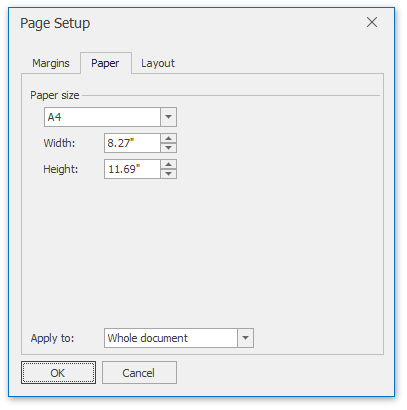 Page Setup
Margins Paper Layout
Paper size
A4
Width: 8.27"
Height: 11.69"
Apply to: Whole document
OK Cancel